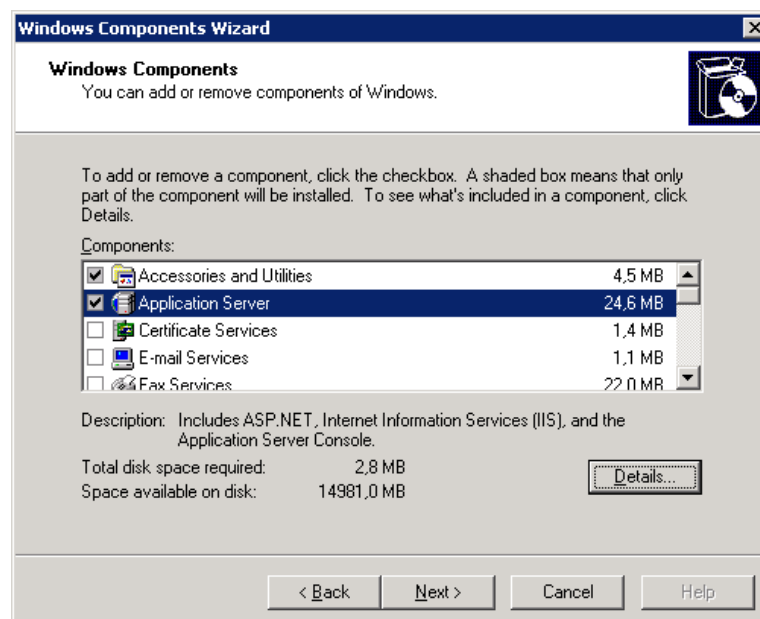 Windows Components Wizard
Windows Components
You can add or remove components of Windows.
To add or remove a component, click the checkbox. A shaded box means that only
part of the component will be installed. To see what's included in a component, click
Details.
Components:
Accessories and Utilities 4,5 MB
Application Server 24,6 MB
Certificate Services 1,4 MB
E-mail Services 1,1 MB
Fax Services 22,0 MB
Description: Includes ASP.NET, Internet Information Services (IIS), and the
Application Server Console.
Total disk space required: 2,8 MB
Space available on disk: 14981,0 MB
Details...
< Back Next > Cancel Help